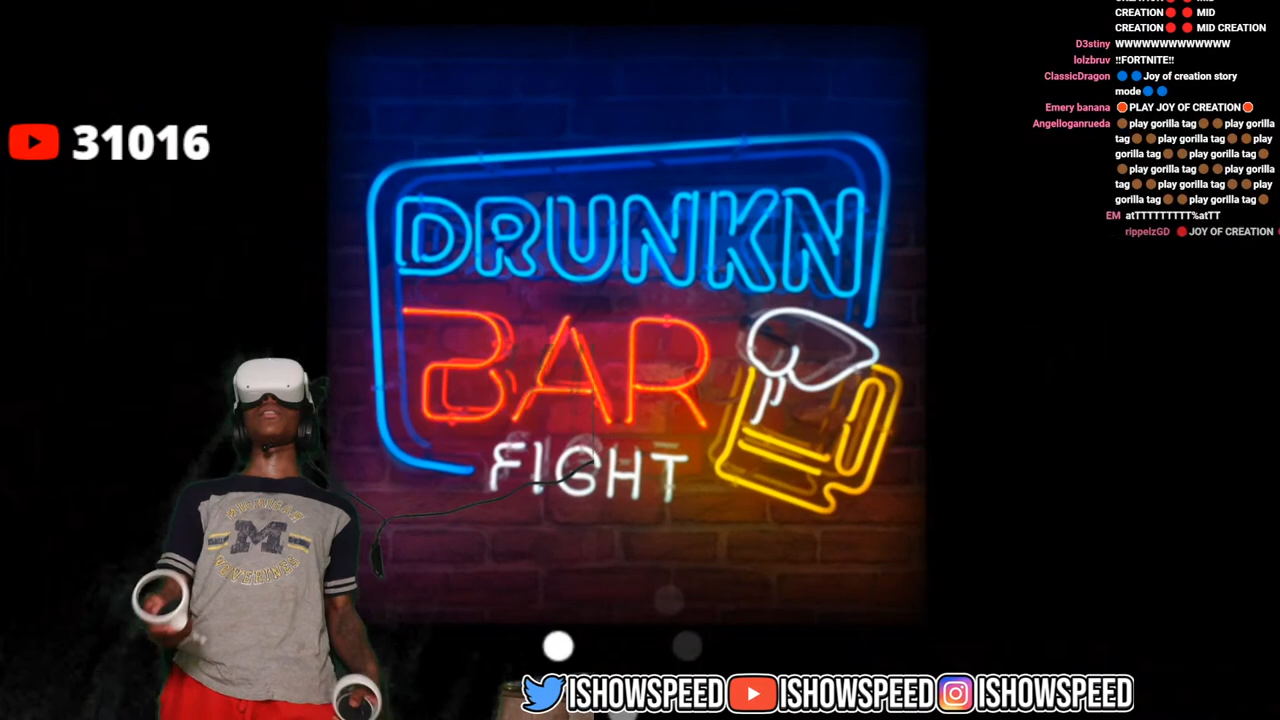 MID
CREATION🔴 🔴 MID
CREATION🔴 🔴 MID CREATION
D3stiny WWWWWWWWWWWWW
lolzbruv ‼FORTNITE‼
ClassicDragon 🔵 🔵Joy of creation story
mode🔵 🔵
Emery banana 🛑PLAY JOY OF CREATION🛑
Angelloganrueda 🟤play gorilla tag🟤 🟤play gorilla
tag🟤 🟤play gorilla tag🟤 🟤play
gorilla tag🟤 🟤play gorilla tag🟤
🟤play gorilla tag🟤 🟤play gorilla
tag🟤 🟤play gorilla tag🟤 🟤play
gorilla tag🟤 🟤play gorilla tag🟤
EM atTTTTTTTTT%atTT
rippelzGD 🔴JOY OF CREATION
31016
DRUNKN
BAR
FIGHT
M
WOLVERINES
ISHOWSPEED ISHOWSPEED ISHOWSPEED